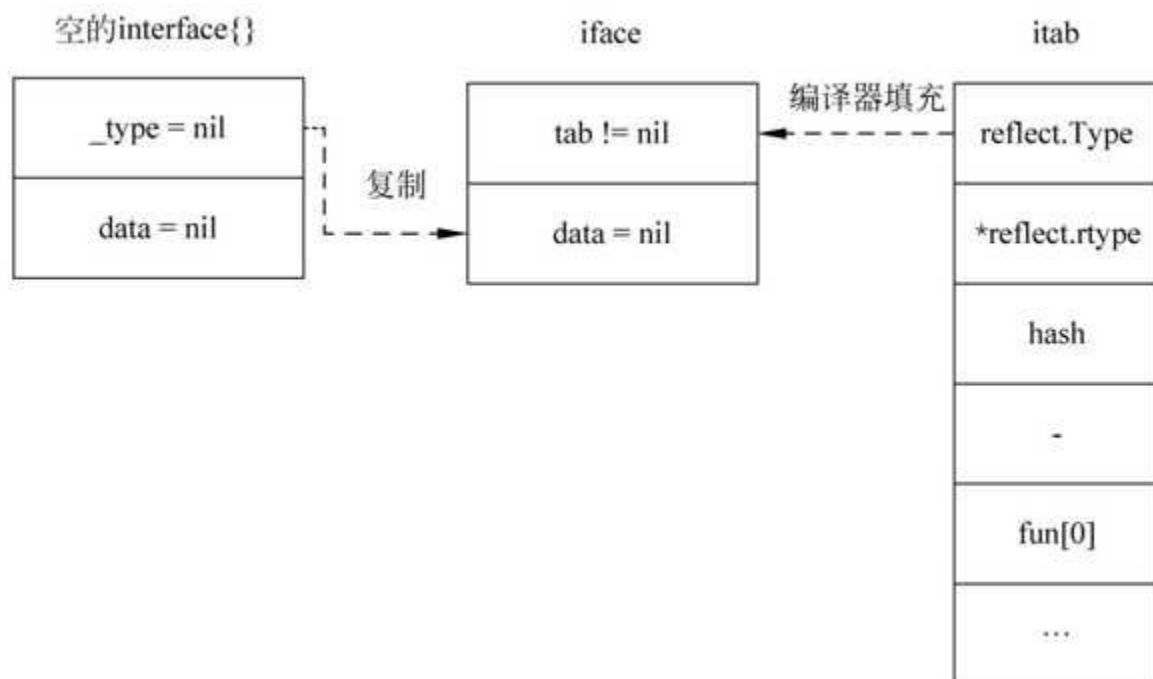 空的interface{}
_type = nil
data = nil
复制
iface
tab != nil
data = nil
编译器填充
itab
reflect.Type
*reflect.rtype
hash
-
fun[0]
…